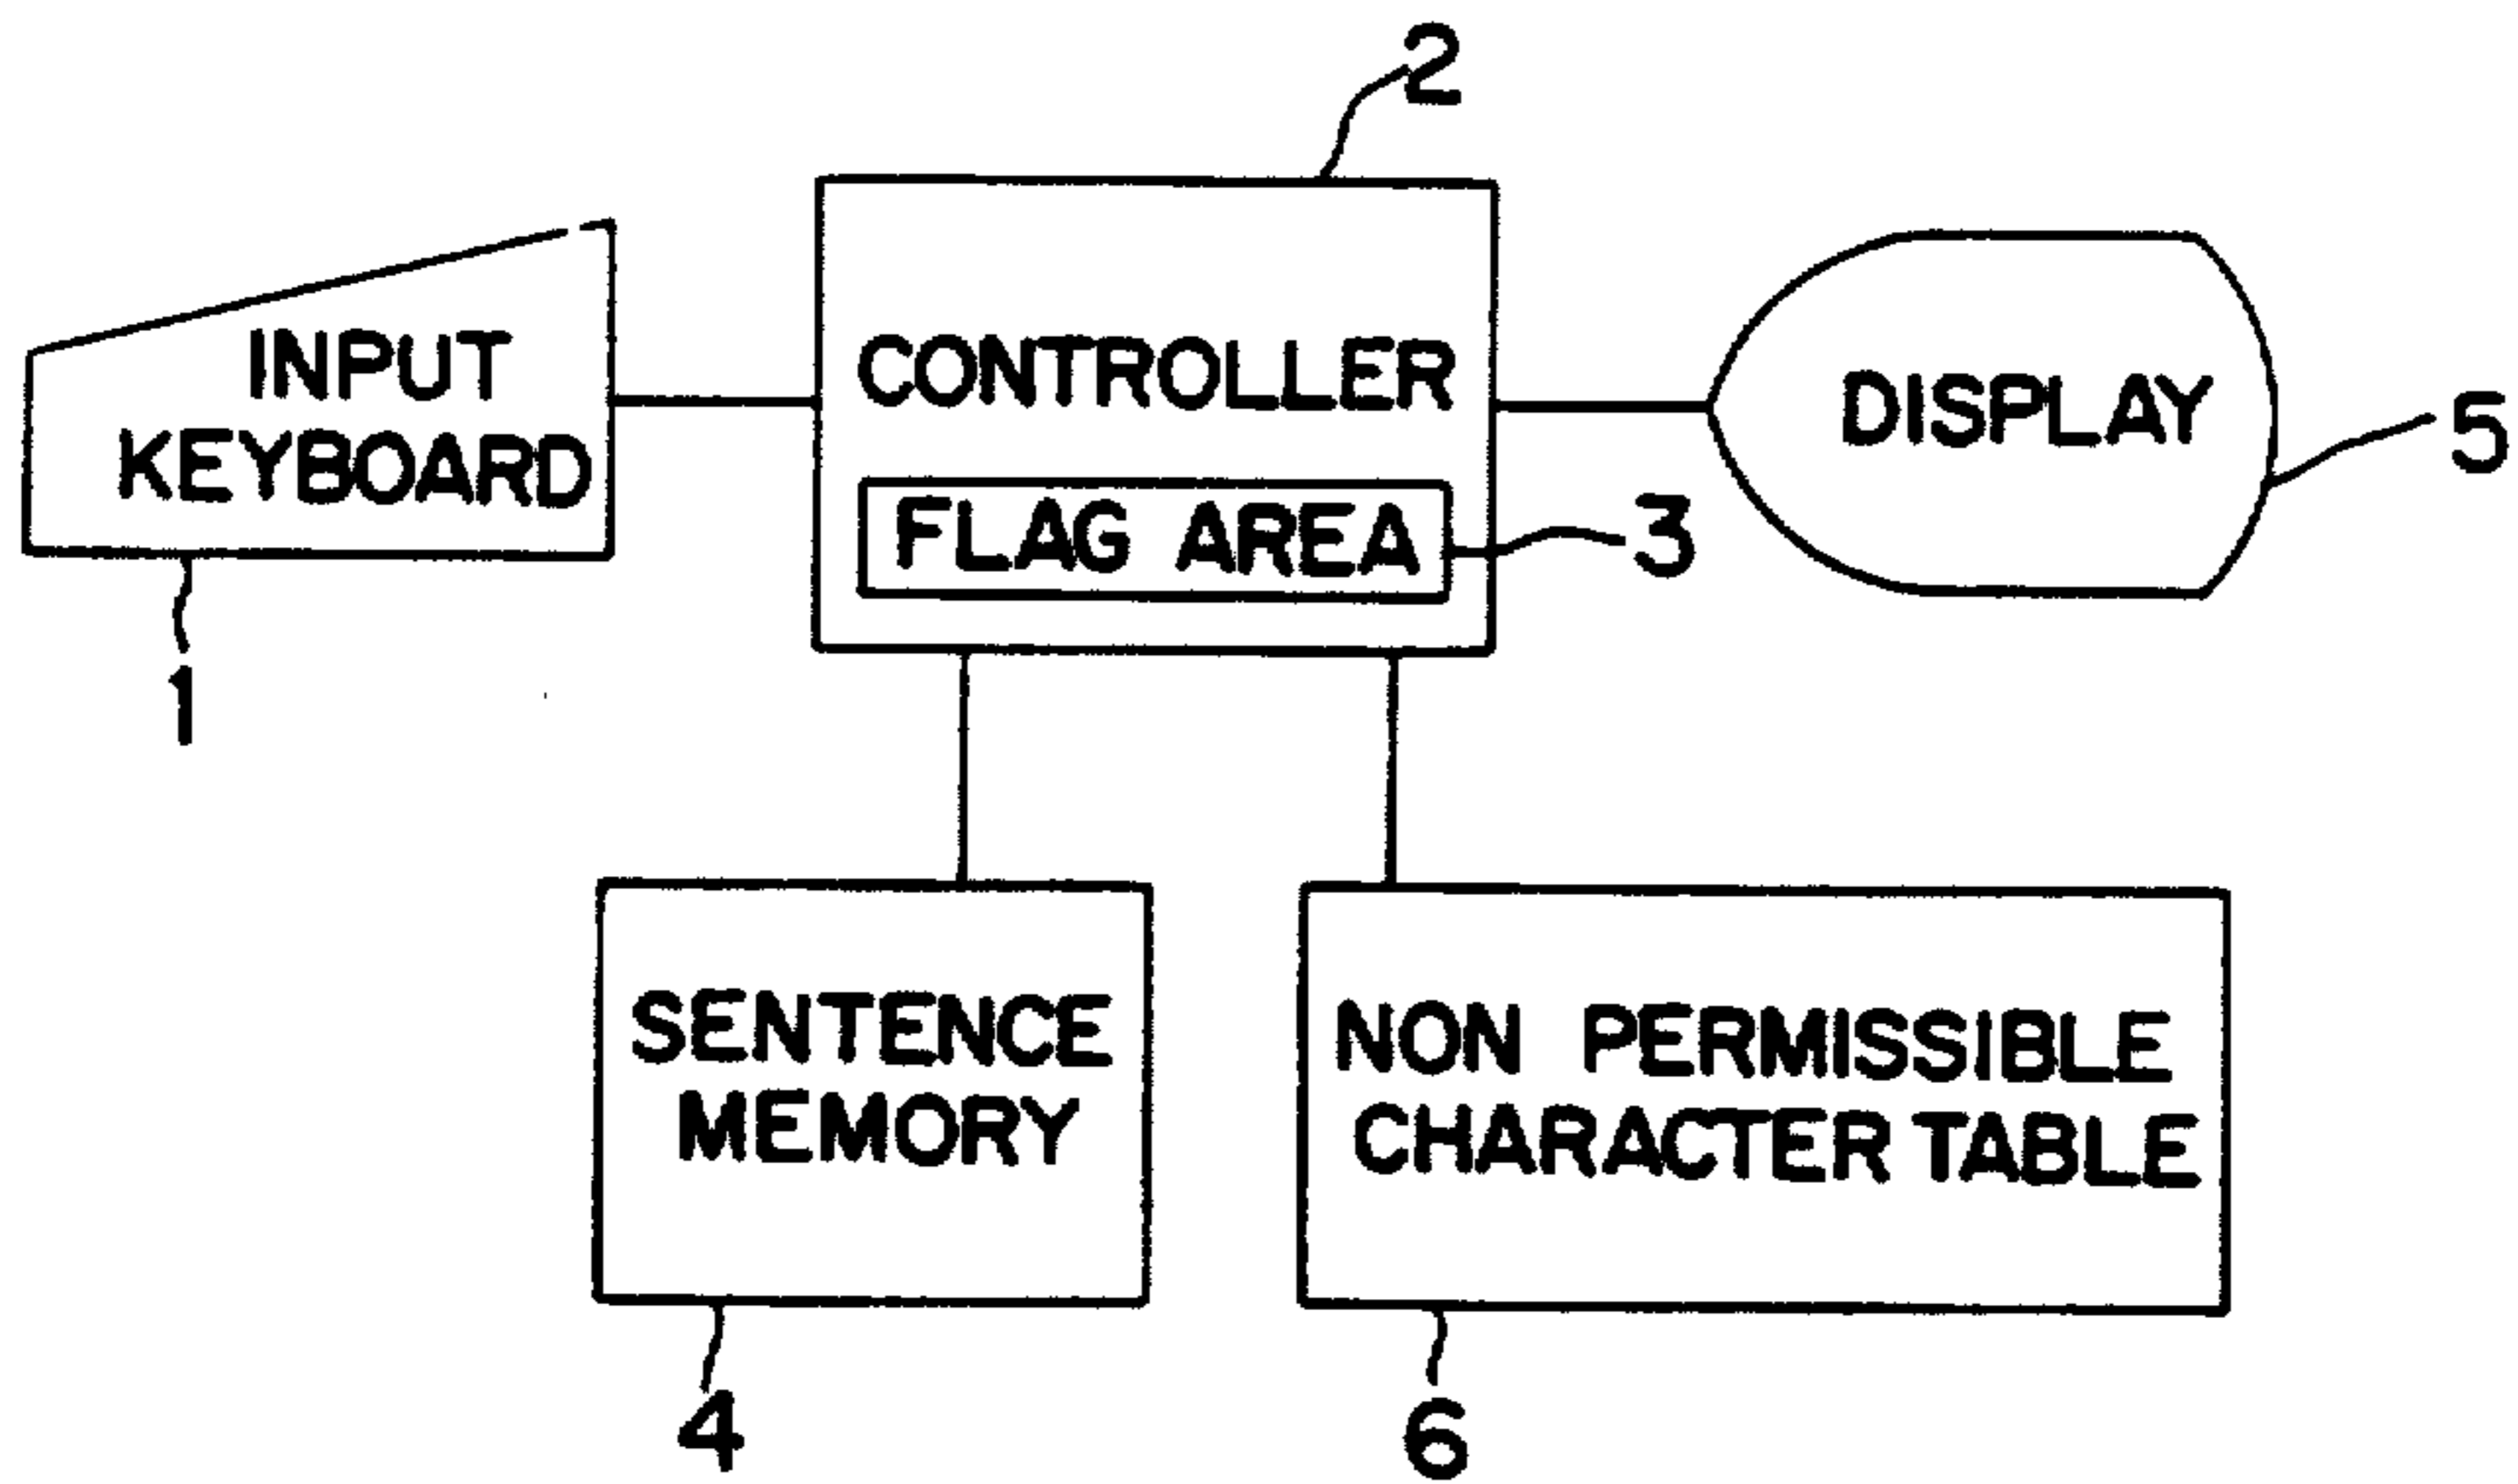 2
INPUT
KEYBOARD
CONTROLLER
DISPLAY
5
FLAG AREA
3
1
SENTENCE
MEMORY
NON PERMISSIBLE
CHARACTER TABLE
4
6